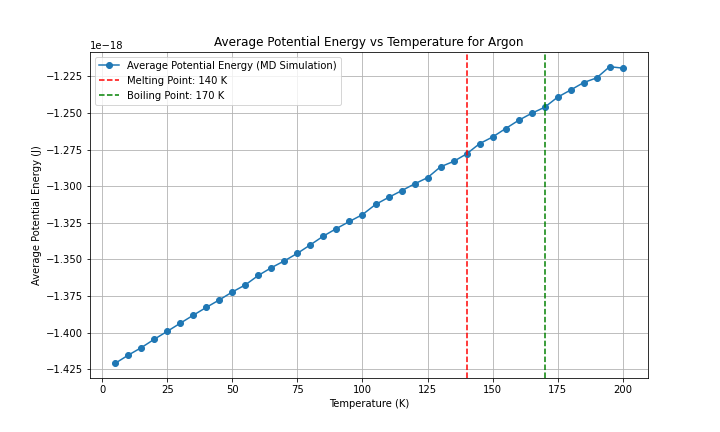 Average Potential Energy vs Temperature for Argon
1e−18
Average Potential Energy (MD Simulation)
Melting Point: 140 K
Boiling Point: 170 K
−1.225
−1.250
−1.275
−1.300
−1.325
−1.350
−1.375
−1.400
−1.425
Average Potential Energy (J)
0 25 50 75 100 125 150 175 200
Temperature (K)